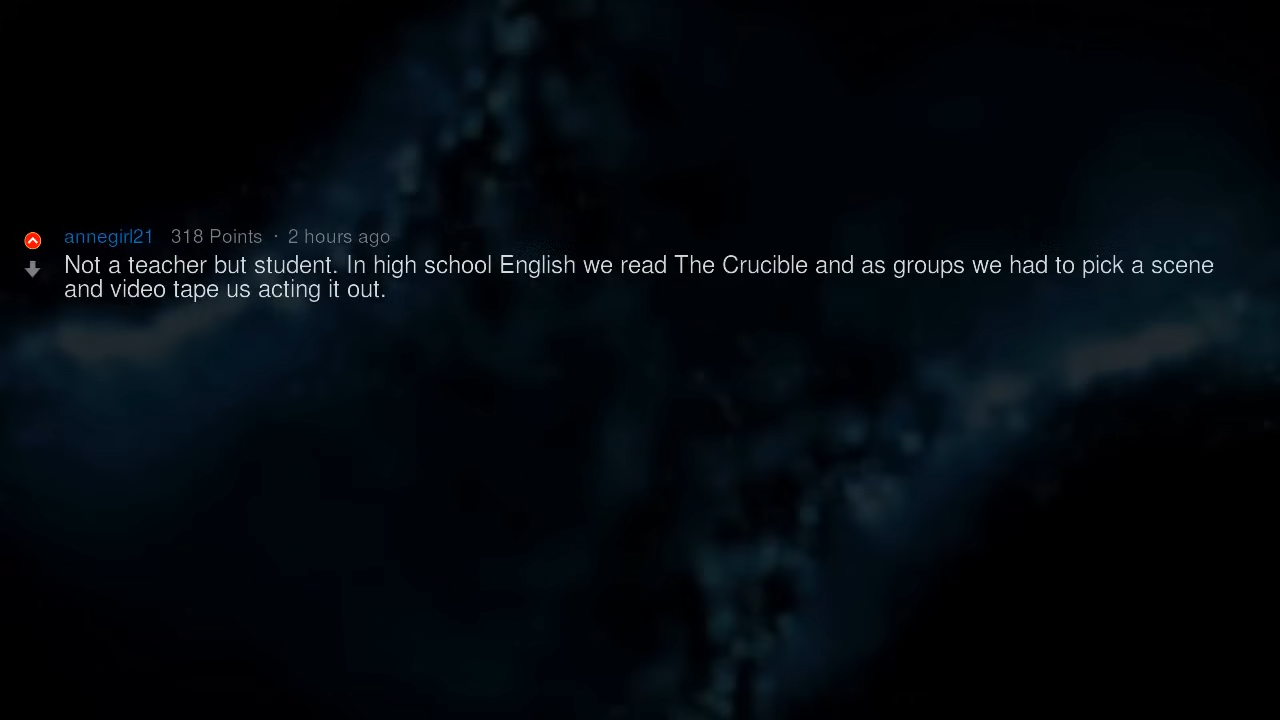 annegirl21 318 Points · 2 hours ago
Not a teacher but student. In high school English we read The Crucible and as groups we had to pick a scene
and video tape us acting it out.